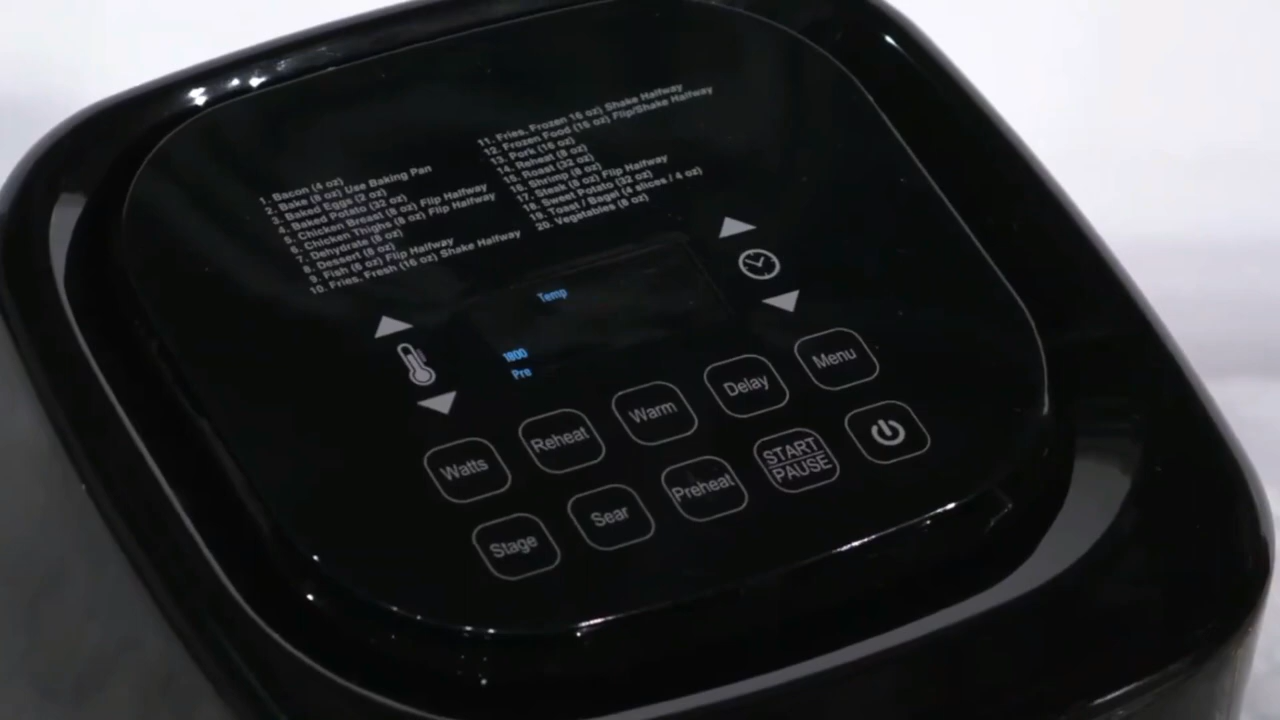 1. Bacon (4 oz)
2. Bake (8 oz) Use Baking Pan
3. Baked Eggs (2 oz)
4. Baked Potato (32 oz)
5. Chicken Breast (8 oz) Flip Halfway
6. Chicken Thighs (8 oz) Flip Halfway
7. Dehydrate (8 oz)
8. Dessert (8 oz)
9. Fish (6 oz) Flip Halfway
10. Fries, Fresh (16 oz) Shake Halfway
11. Fries, Frozen 16 oz) Shake Halfway
12. Frozen Food (16 oz) Flip/Shake Halfway
13. Pork (16 oz)
14. Reheat (8 oz)
15. Roast (32 oz)
16. Shrimp (8 oz)
17. Steak (8 oz) Flip Halfway
18. Sweet Potato (32 oz)
19. Toast / Bagel (4 slices / 4 oz)
20. Vegetables (8 oz)
Temp
1800
Pre
Watts
Reheat
Warm
Delay
Menu
Stage
Sear
Preheat
START
PAUSE